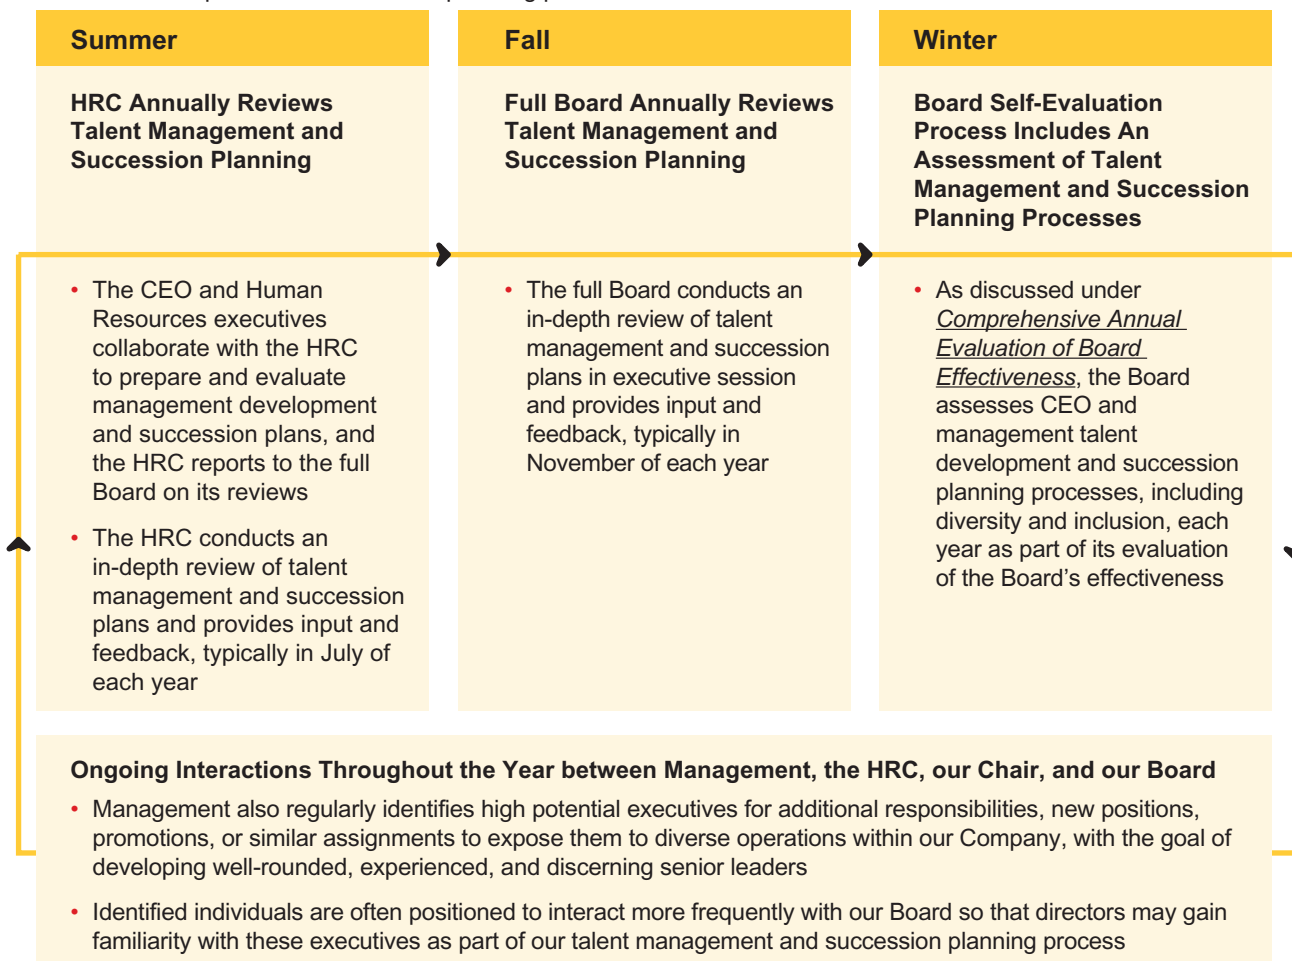 Summer
HRC Annually Reviews
Talent Management and
Succession Planning
• The CEO and Human
Resources executives
collaborate with the HRC
to prepare and evaluate
management development
and succession plans, and
the HRC reports to the full
Board on its reviews
• The HRC conducts an
in-depth review of talent
management and succession
plans and provides input and
feedback, typically in July of
each year
Fall
Full Board Annually Reviews
Talent Management and
Succession Planning
• The full Board conducts an
in-depth review of talent
management and succession
plans in executive session
and provides input and
feedback, typically in
November of each year
Winter
Board Self-Evaluation
Process Includes An
Assessment of Talent
Management and Succession
Planning Processes
• As discussed under
Comprehensive Annual
Evaluation of Board
Effectiveness, the Board
assesses CEO and
management talent
development and succession
planning processes, including
diversity and inclusion, each
year as part of its evaluation
of the Board’s effectiveness
Ongoing Interactions Throughout the Year between Management, the HRC, our Chair, and our Board
• Management also regularly identifies high potential executives for additional responsibilities, new positions,
promotions, or similar assignments to expose them to diverse operations within our Company, with the goal of
developing well-rounded, experienced, and discerning senior leaders
• Identified individuals are often positioned to interact more frequently with our Board so that directors may gain
familiarity with these executives as part of our talent management and succession planning process